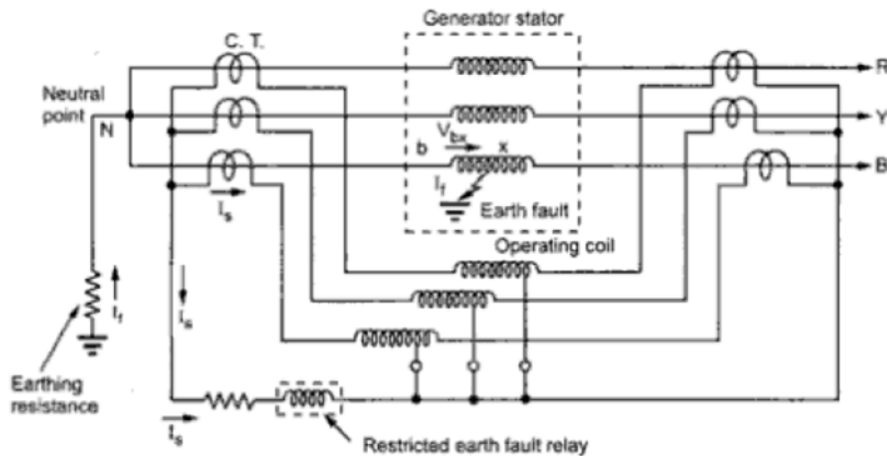 Generator stator
C. T.
R
Neutral
point
N
Y
V_bx
b
x
B
I_f
I_s
Earth fault
Operating coil
I_s
I_f
Earthing
resistance
I_s
Restricted earth fault relay